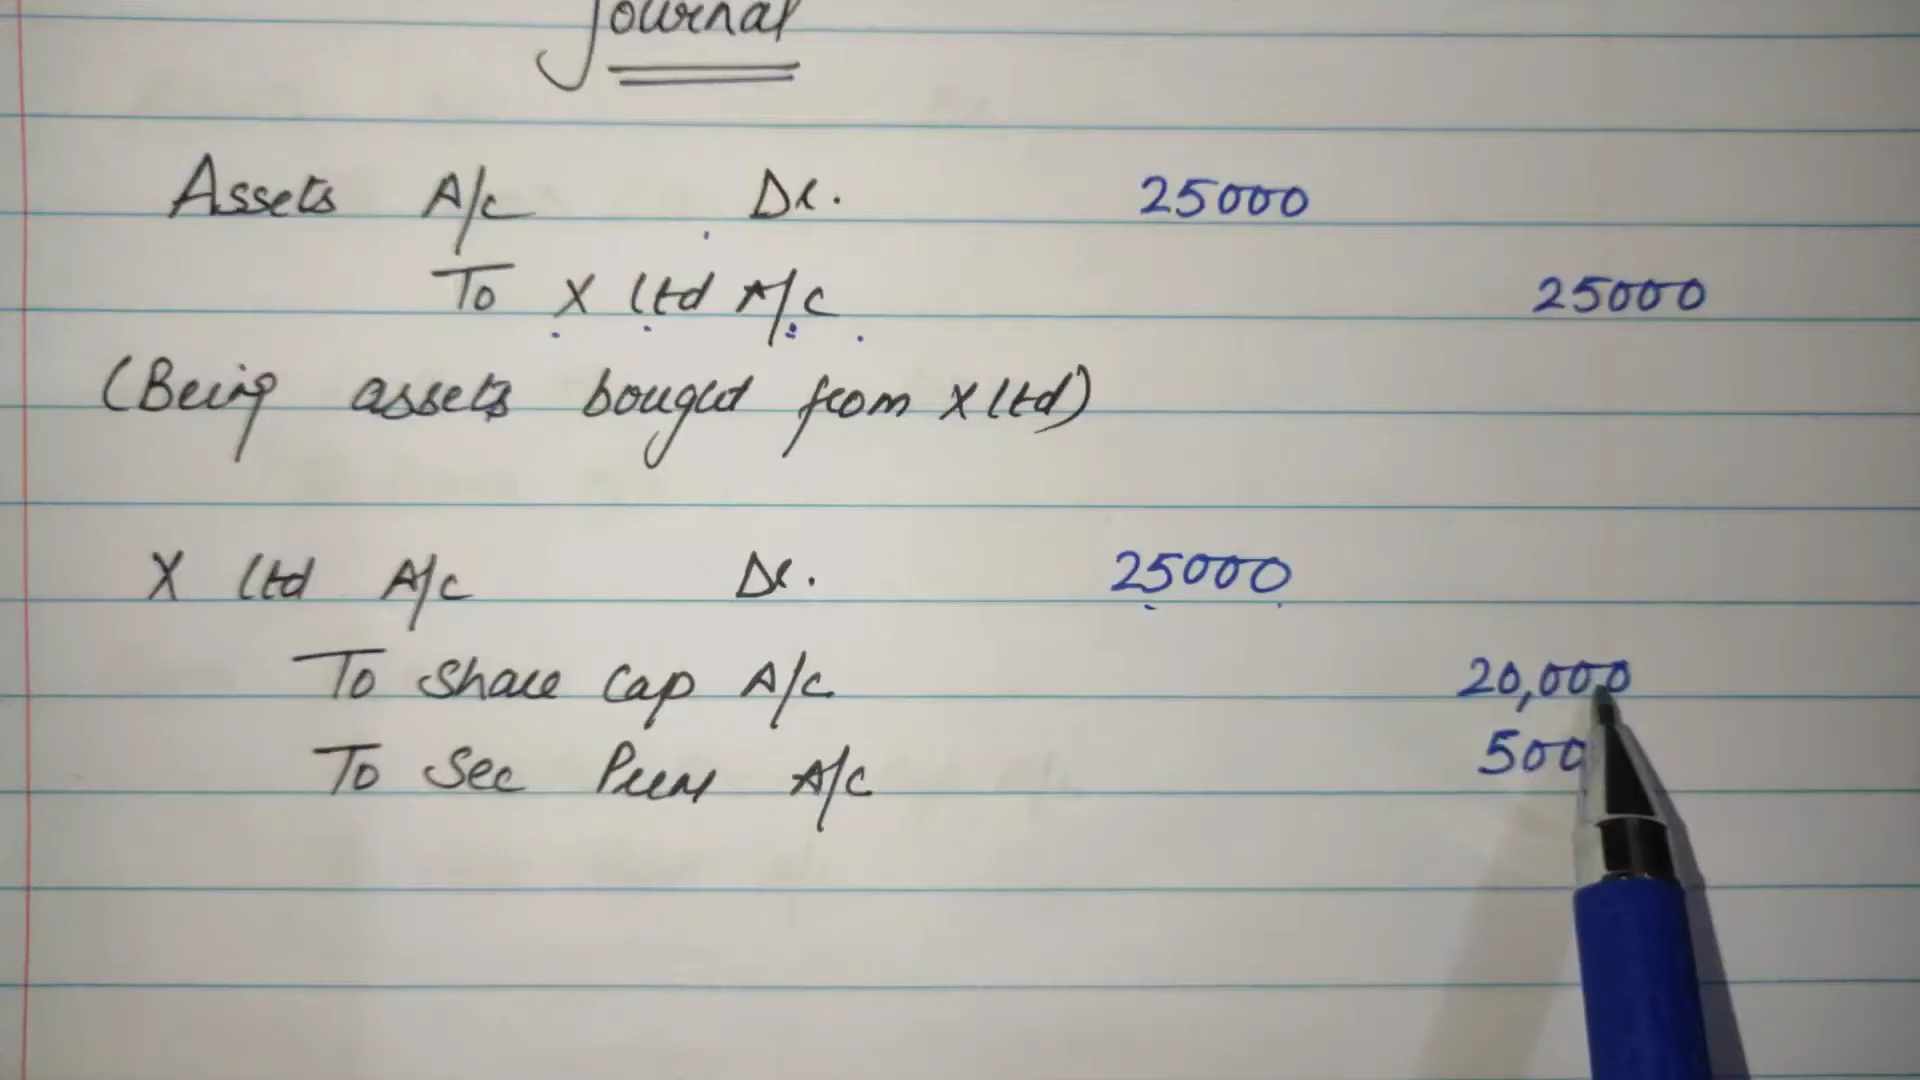 Journal
Assets A/c Dr. 25000
To X Ltd A/c 25000
(Being assets bought from X Ltd)
X Ltd A/c Dr. 25000
To Share Cap A/c 20,000
To Sec Prem A/c 500